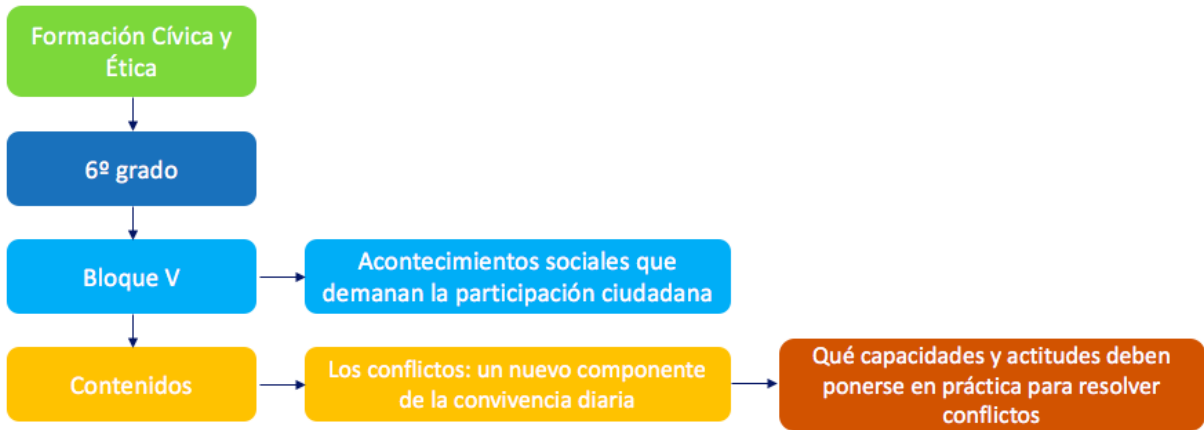 Formación Cívica y
Ética
6º grado
Bloque V
Acontecimientos sociales que
demanan la participación ciudadana
Contenidos
Los conflictos: un nuevo componente
de la convivencia diaria
Qué capacidades y actitudes deben
ponerse en práctica para resolver
conflictos